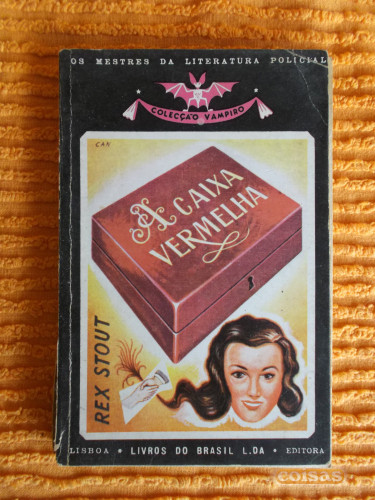 OS MESTRES DA LITERATURA POLICIAL
COLECÇÃO VAMPIRO
CAN
A CAIXA
VERMELHA
REX STOUT
LISBOA • LIVROS DO BRASIL L.DA • EDITORA
coisas